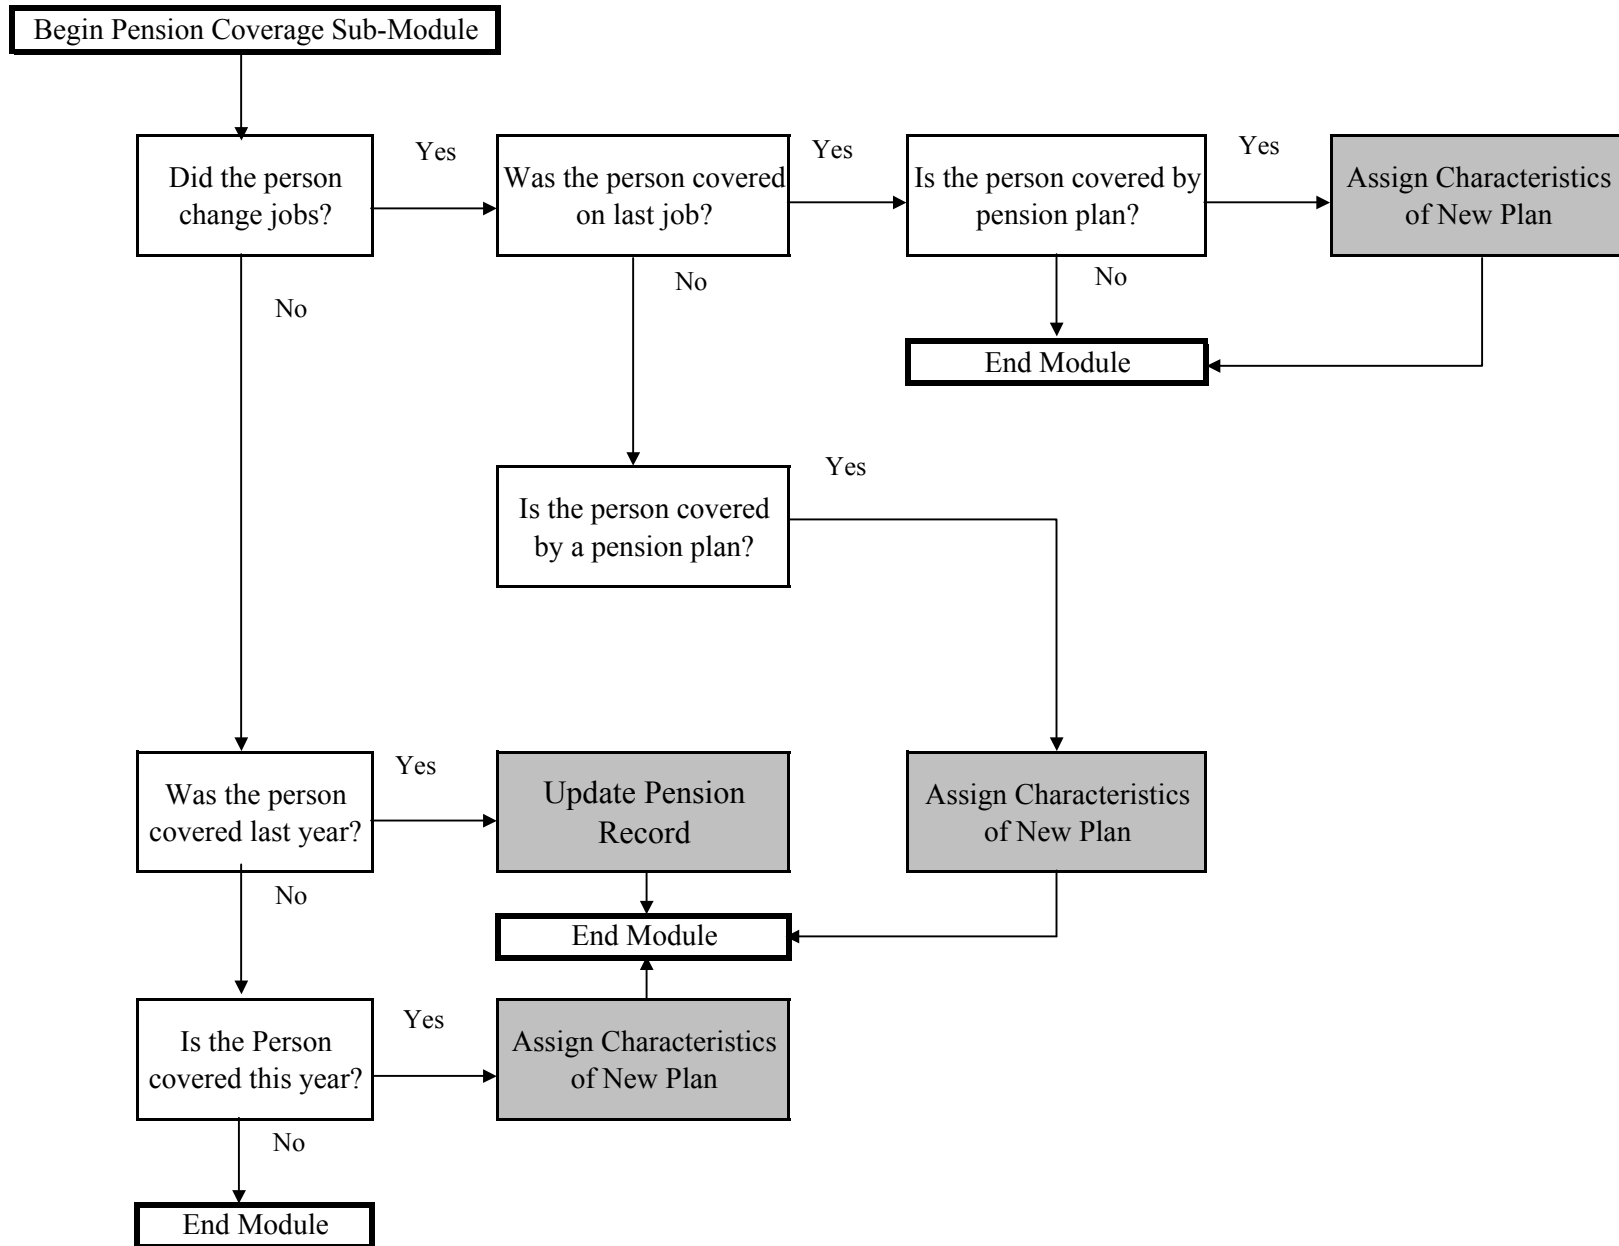 Begin Pension Coverage Sub-Module
Did the person
change jobs?
Yes
Was the person covered
on last job?
Yes
Is the person covered by
pension plan?
Yes
Assign Characteristics
of New Plan
No
No
No
End Module
Is the person covered
by a pension plan?
Yes
Was the person
covered last year?
Yes
Update Pension
Record
Assign Characteristics
of New Plan
No
End Module
Is the Person
covered this year?
Yes
Assign Characteristics
of New Plan
No
End Module